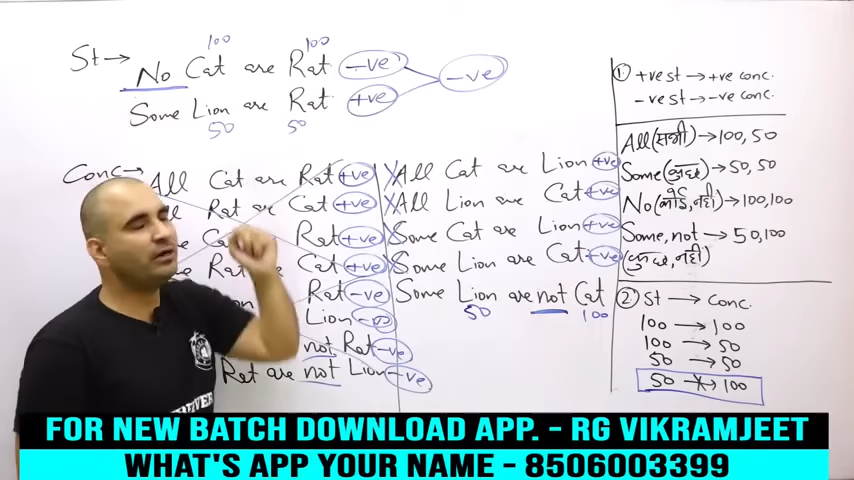 100 100
St → No Cat are Rat -ve
-ve
Some Lion are Rat +ve
50 50
Conc → All Cat are Rat +ve
Rat are Cat +ve
Rat +ve
Rat Cat +ve
Rat -ve
Lion -ve
not Rat -ve
Rat are not Lion -ve
All Cat are Lion +ve
All Lion are Cat +ve
Some Cat are Lion +ve
Some Lion are Cat +ve
Some Lion are not Cat
50 100
① +ve st → +ve conc.
-ve st → -ve conc.
All (सभी) → 100, 50
Some (कुछ) → 50, 50
No (कोई नहीं) → 100, 100
Some, not → 50, 100
(कुछ, नहीं)
② St → Conc.
100 → 100
100 → 50
50 → 50
50 ↛ 100
FOR NEW BATCH DOWNLOAD APP. - RG VIKRAMJEET
WHAT'S APP YOUR NAME - 8506003399